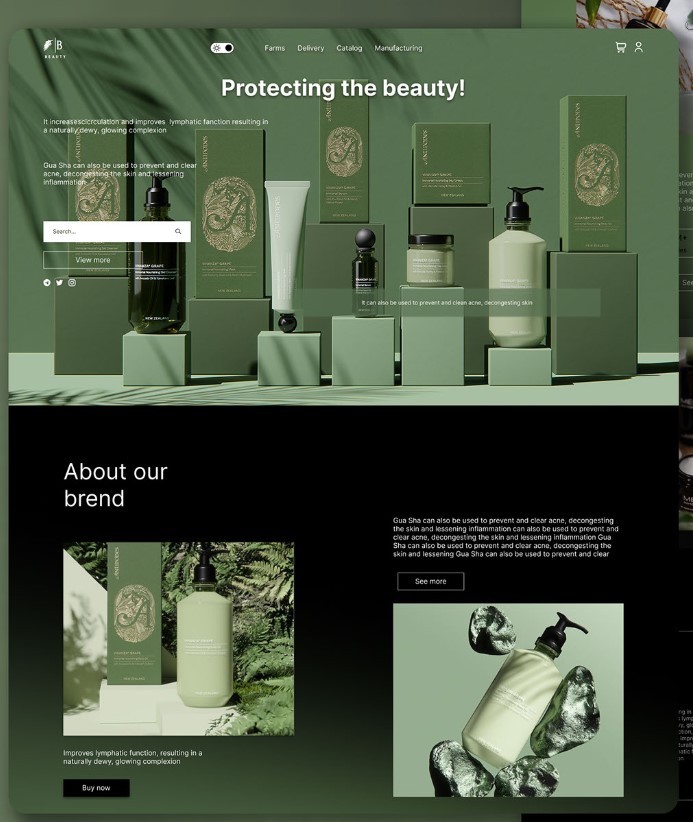 B
BEAUTY
Farms
Delivery
Catalog
Manufacturing
Protecting the beauty!
It increasescicrculation and improves lymphatic fanction resulting in
a naturally dewy, glowing complexion
Gua Sha can also be used to prevent and clear
acne, decongesting the skin and lessening
inflammation
Search...
View more
It can also be used to prevent and clean acne, decongesting skin
NEW ZEALAND
About our
brend
Gua Sha can also be used to prevent and clear acne, decongesting
the skin and lessening inflammation can also be used to prevent and
clear acne, decongesting the skin and lessening inflammation Gua
Sha can also be used to prevent and clear acne, decongesting the
skin and lessening Gua Sha can also be used to prevent and clear
See more
Improves lymphatic function, resulting in a
naturally dewy, glowing complexion
Buy now